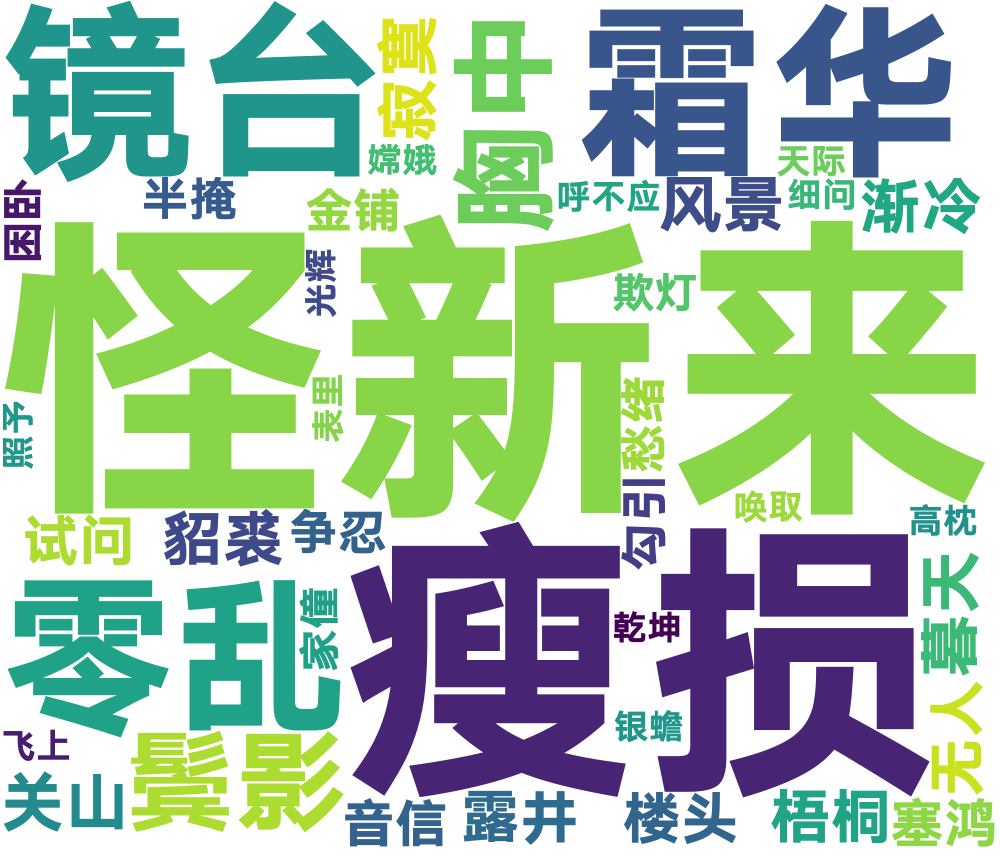 镜台
寂寞
胸中
霜华
嫦娥
天际
半掩
金铺
呼不应
风景
细问
渐冷
困卧
光辉
怪新来
欺灯
表里
愁绪
照予
勾引
唤取
高枕
试问
貂裘
争忍
瘦损
暮天
零乱
家僮
乾坤
无人
银蟾
飞上
鬓影
关山
音信
露井
楼头
梧桐
塞鸿